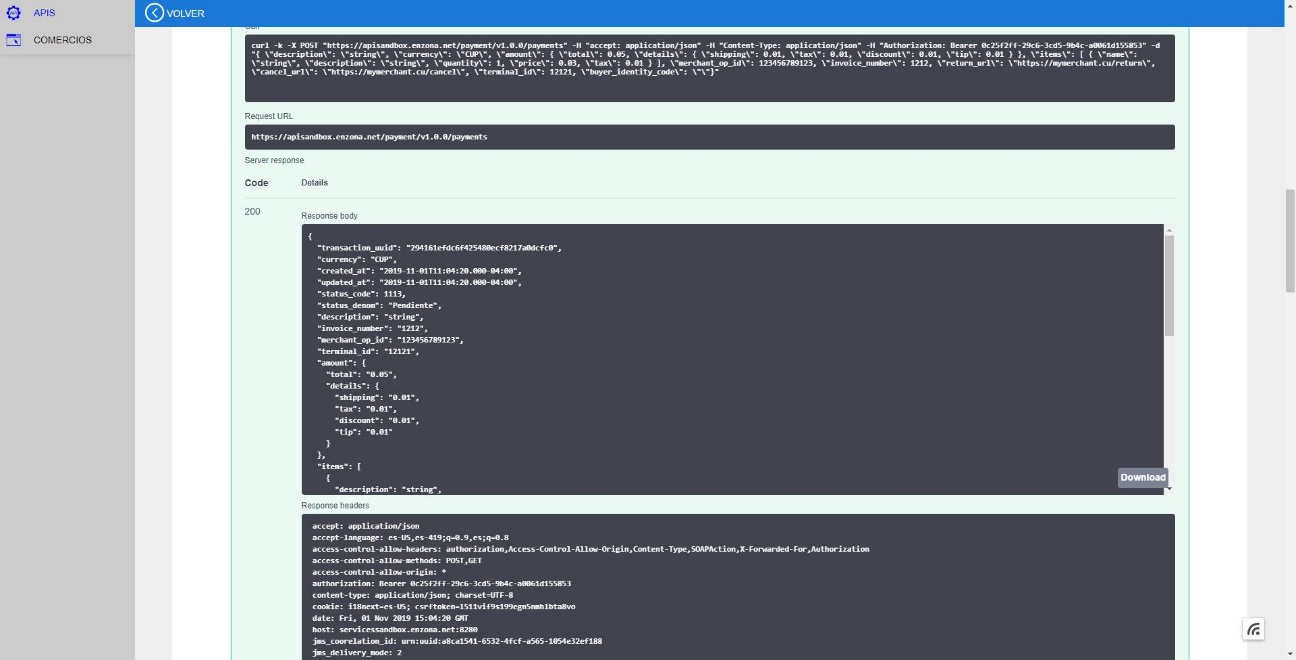 APIS
COMERCIOS
VOLVER
curl -k -X POST "https://apisandbox.enzona.net/payment/v1.0.0/payments" -H "accept: application/json" -H "Content-Type: application/json" -H "Authorization: Bearer 0c25f2ff-29c6-3cd5-9b4c-a0061d155853" -d
"{ \"description\": \"string\", \"currency\": \"CUP\", \"amount\": { \"total\": 0.05, \"details\": { \"shipping\": 0.01, \"tax\": 0.01, \"discount\": 0.01, \"tip\": 0.01 } }, \"items\": [ { \"name\":
\"string\", \"description\": \"string\", \"quantity\": 1, \"price\": 0.03, \"tax\": 0.01 } ], \"merchant_op_id\": 123456789123, \"invoice_number\": 1212, \"return_url\": \"https://mymerchant.cu/return\",
\"cancel_url\": \"https://mymerchant.cu/cancel\", \"terminal_id\": 12121, \"buyer_identity_code\": \"\"}"
Request URL
https://apisandbox.enzona.net/payment/v1.0.0/payments
Server response
Code Details
200
Response body
{
"transaction_uuid": "294161efdc6f425480ecf8217a0dcfc0",
"currency": "CUP",
"created_at": "2019-11-01T11:04:20.000-04:00",
"updated_at": "2019-11-01T11:04:20.000-04:00",
"status_code": 1113,
"status_denom": "Pendiente",
"description": "string",
"invoice_number": "1212",
"merchant_op_id": "123456789123",
"terminal_id": "12121",
"amount": {
"total": "0.05",
"details": {
"shipping": "0.01",
"tax": "0.01",
"discount": "0.01",
"tip": "0.01"
}
},
"items": [
{
"description": "string",
Download
Response headers
accept: application/json
accept-language: es-US,es-419;q=0.9,es;q=0.8
access-control-allow-headers: authorization,Access-Control-Allow-Origin,Content-Type,SOAPAction,X-Forwarded-For,Authorization
access-control-allow-methods: POST,GET
access-control-allow-origin: *
authorization: Bearer 0c25f2ff-29c6-3cd5-9b4c-a0061d155853
content-type: application/json; charset=UTF-8
cookie: i18next=es-US; csrftoken=1511vif9s199egn5nmhlbta8vo
date: Fri, 01 Nov 2019 15:04:20 GMT
host: servicessandbox.enzona.net:8280
jms_coorelation_id: urn:uuid:a8ca1541-6532-4fcf-a565-1054e32ef188
jms_delivery_mode: 2